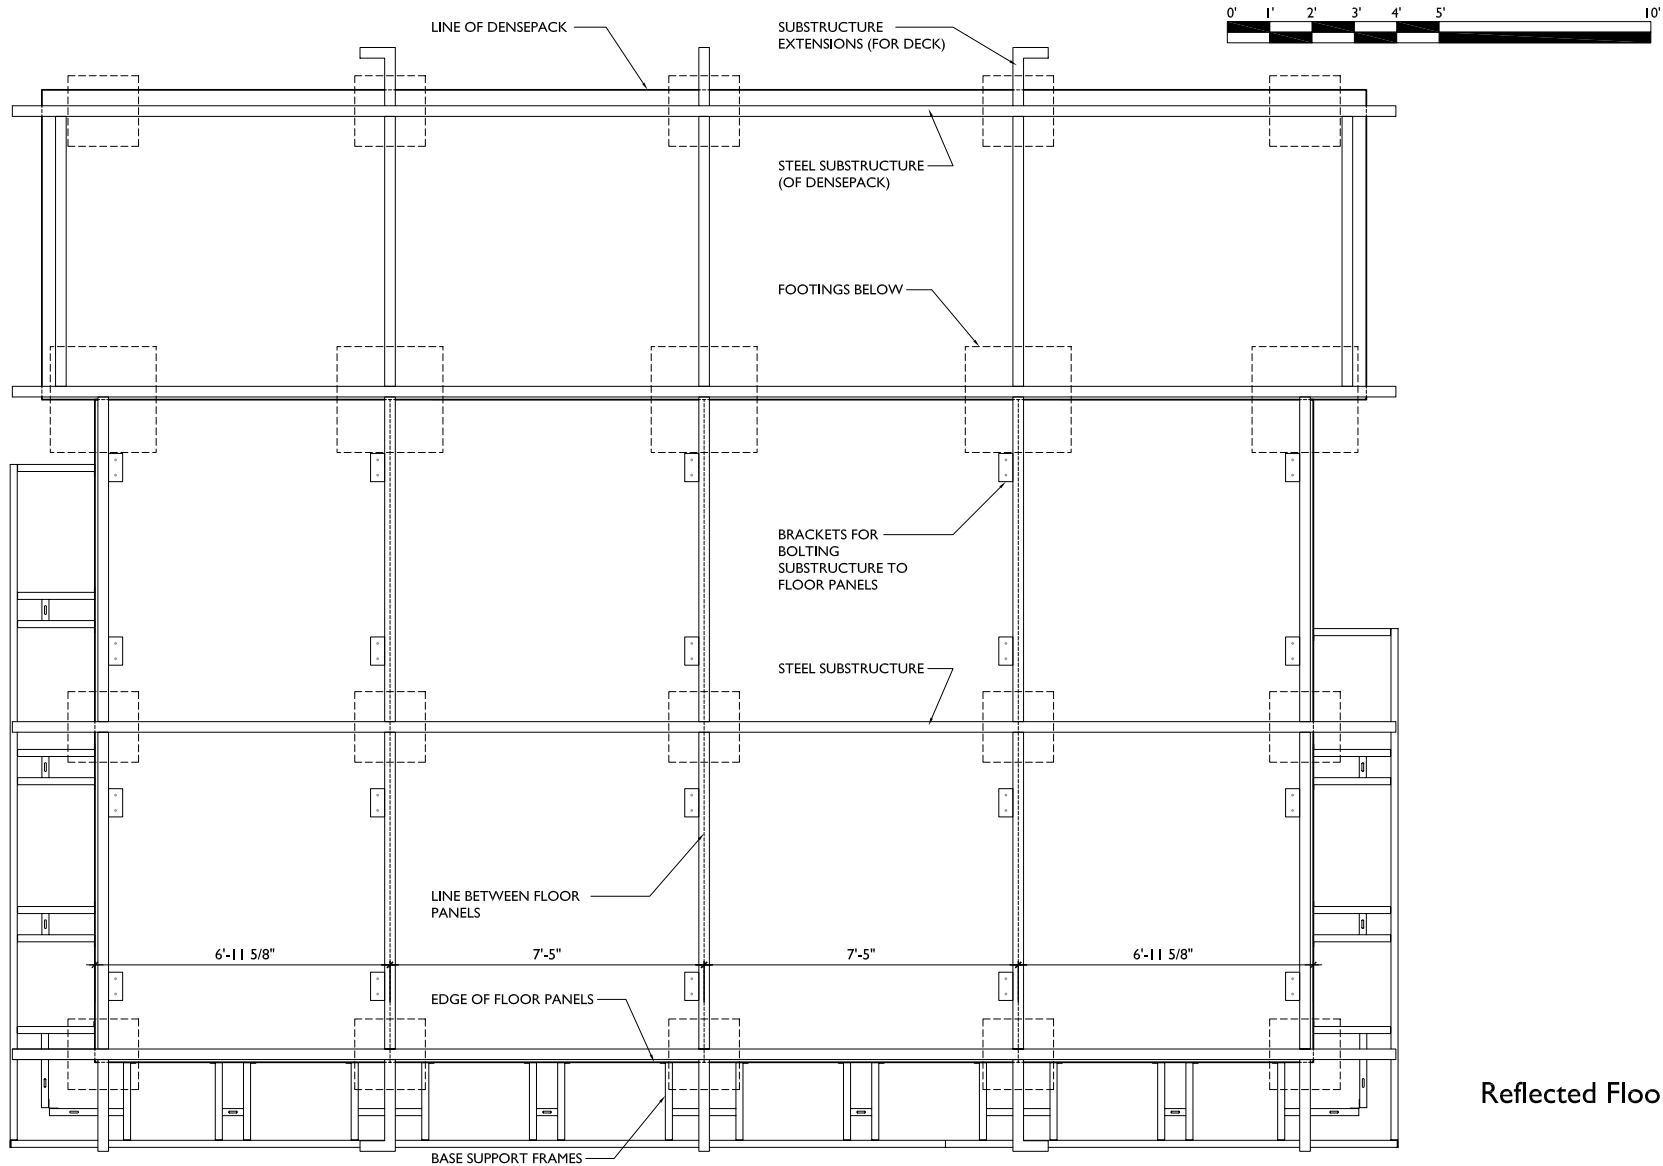 0' 1' 2' 3' 4' 5' 10'
LINE OF DENSEPACK
SUBSTRUCTURE
EXTENSIONS (FOR DECK)
STEEL SUBSTRUCTURE
(OF DENSEPACK)
FOOTINGS BELOW
BRACKETS FOR
BOLTING
SUBSTRUCTURE TO
FLOOR PANELS
STEEL SUBSTRUCTURE
LINE BETWEEN FLOOR
PANELS
6'-11 5/8" 7'-5" 7'-5" 6'-11 5/8"
EDGE OF FLOOR PANELS
Reflected Floo
BASE SUPPORT FRAMES